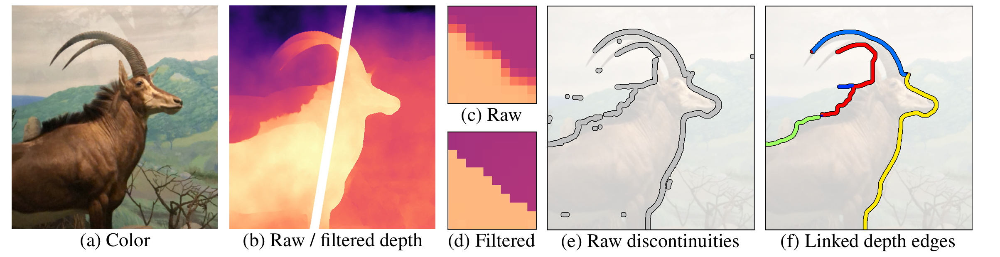 (a) Color
(b) Raw / filtered depth
(c) Raw
(d) Filtered
(e) Raw discontinuities
(f) Linked depth edges